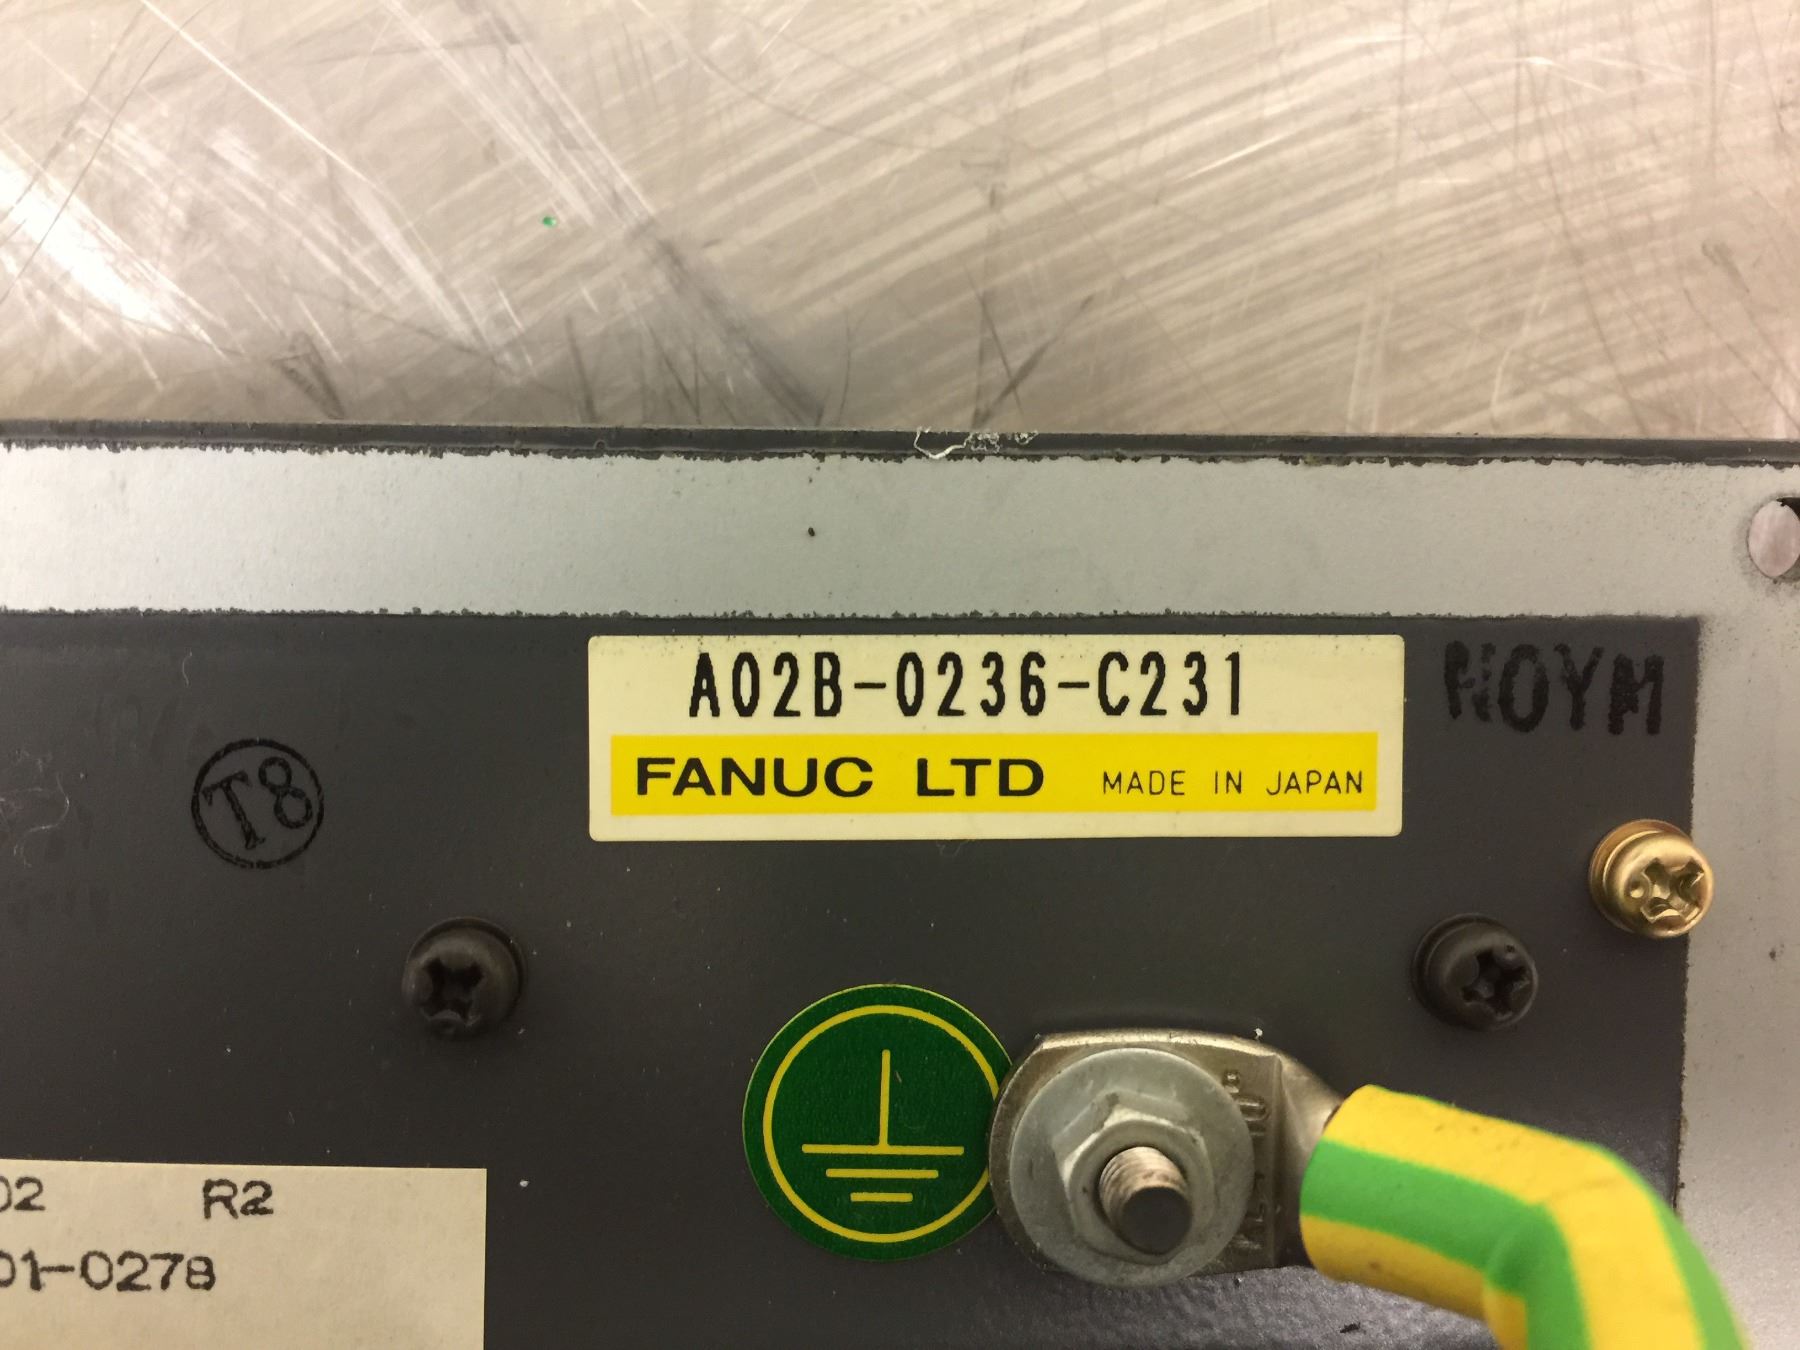 A02B-0236-C231
NOYM
FANUC LTD MADE IN JAPAN
T8
02 R2
01-0278